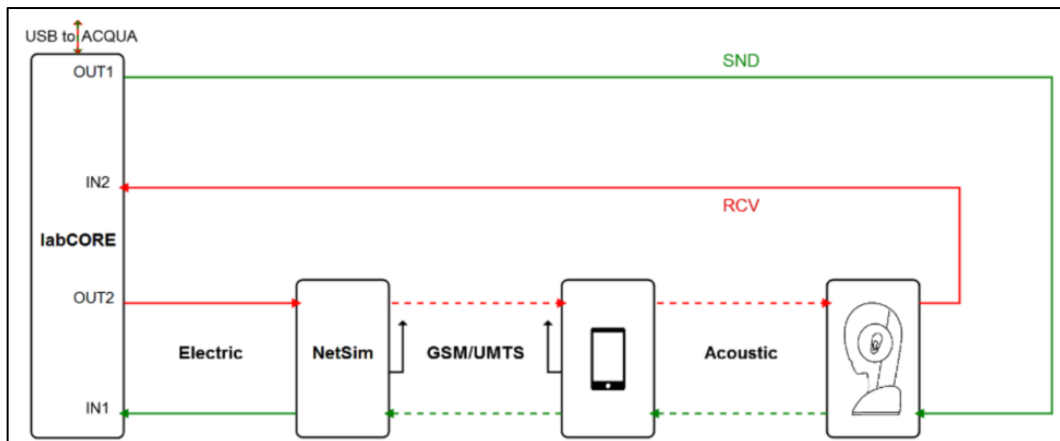 USB to ACQUA
OUT1
SND
IN2
RCV
labCORE
OUT2
Electric
NetSim
GSM/UMTS
Acoustic
IN1